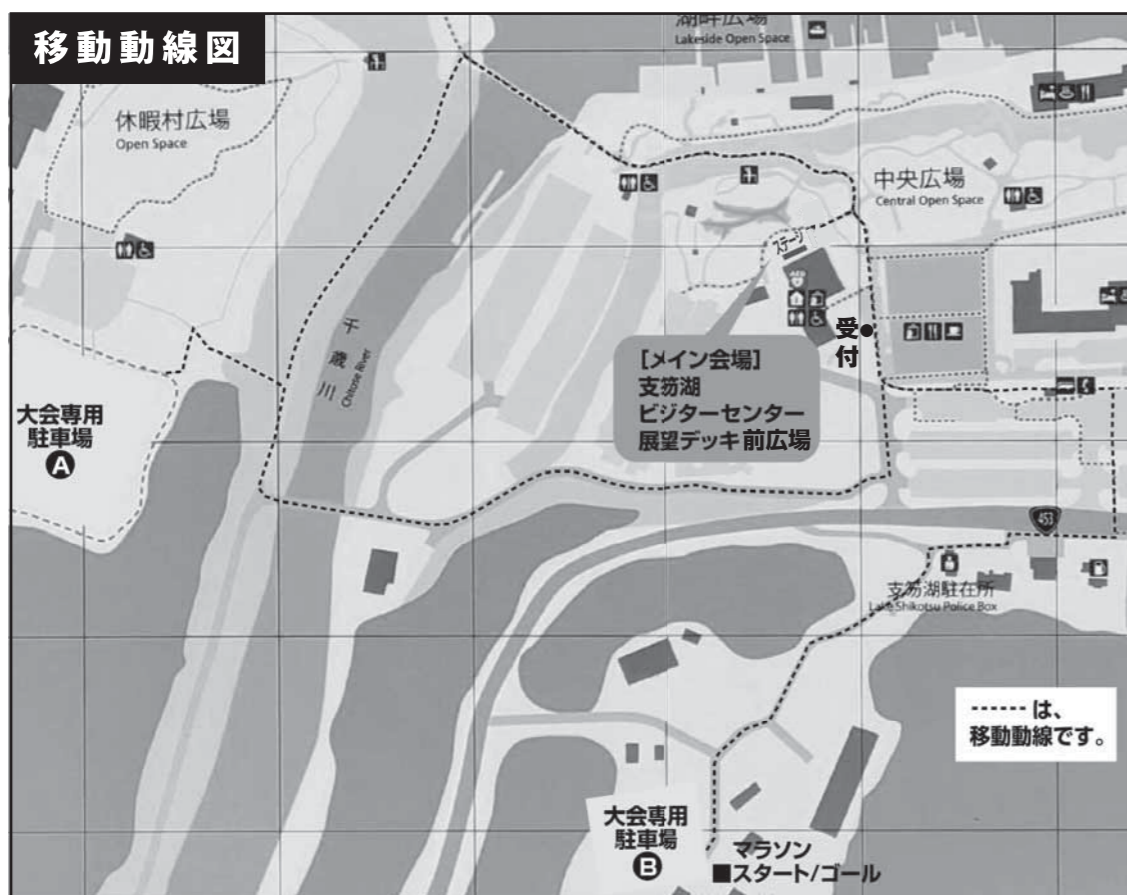 移動動線図
湖畔広場
Lakeside Open Space
休暇村広場
Open Space
中央広場
Central Open Space
ステージ
AED
千歳川
Chitose River
受付
[メイン会場]
支笏湖
ビジターセンター
展望デッキ前広場
大会専用
駐車場
A
453
支笏湖駐在所
Lake Shikotsu Police Box
------は、
移動動線です。
大会専用
駐車場
B
マラソン
■スタート/ゴール